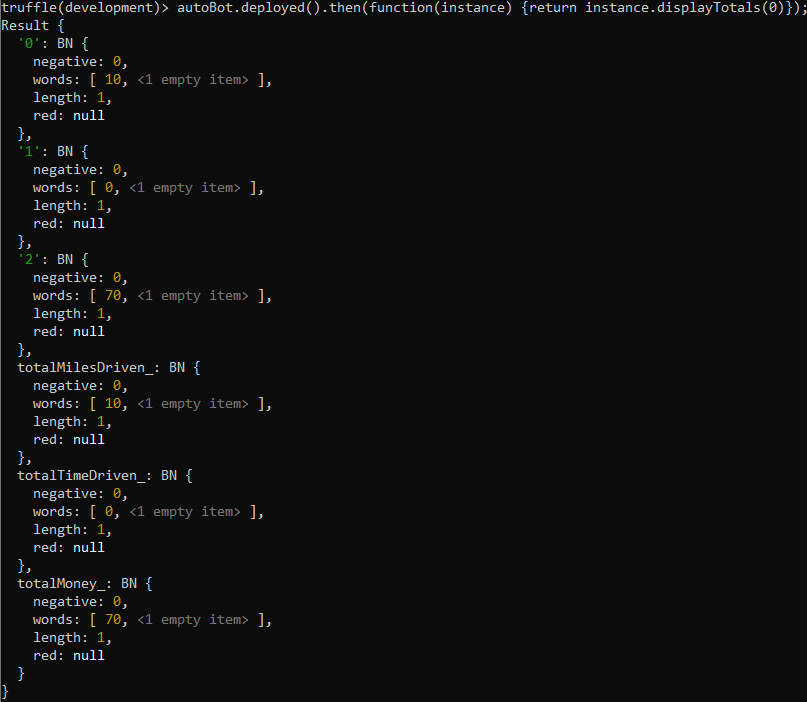 truffle(development)> autoBot.deployed().then(function(instance) {return instance.displayTotals(0)});
Result {
  '0': BN {
    negative: 0,
    words: [ 10, <1 empty item> ],
    length: 1,
    red: null
  },
  '1': BN {
    negative: 0,
    words: [ 0, <1 empty item> ],
    length: 1,
    red: null
  },
  '2': BN {
    negative: 0,
    words: [ 70, <1 empty item> ],
    length: 1,
    red: null
  },
  totalMilesDriven_: BN {
    negative: 0,
    words: [ 10, <1 empty item> ],
    length: 1,
    red: null
  },
  totalTimeDriven_: BN {
    negative: 0,
    words: [ 0, <1 empty item> ],
    length: 1,
    red: null
  },
  totalMoney_: BN {
    negative: 0,
    words: [ 70, <1 empty item> ],
    length: 1,
    red: null
  }
}